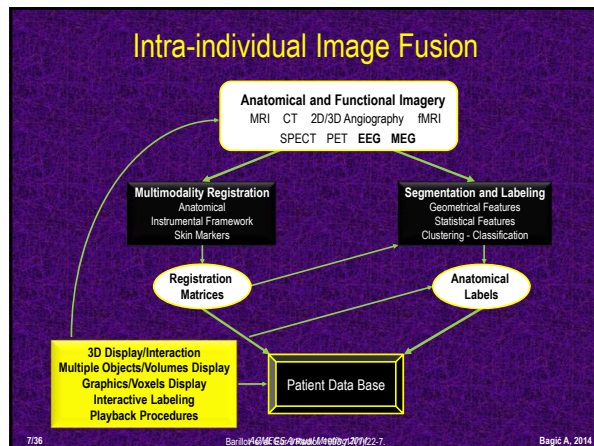 Intra-individual Image Fusion
Anatomical and Functional Imagery
MRI CT 2D/3D Angiography fMRI
SPECT PET EEG MEG
Multimodality Registration
Anatomical
Instrumental Framework
Skin Markers
Segmentation and Labeling
Geometrical Features
Statistical Features
Clustering - Classification
Registration
Matrices
Anatomical
Labels
3D Display/Interaction
Multiple Objects/Volumes Display
Graphics/Voxels Display
Interactive Labeling
Playback Procedures
Patient Data Base
7/36
Bagić A, 2014